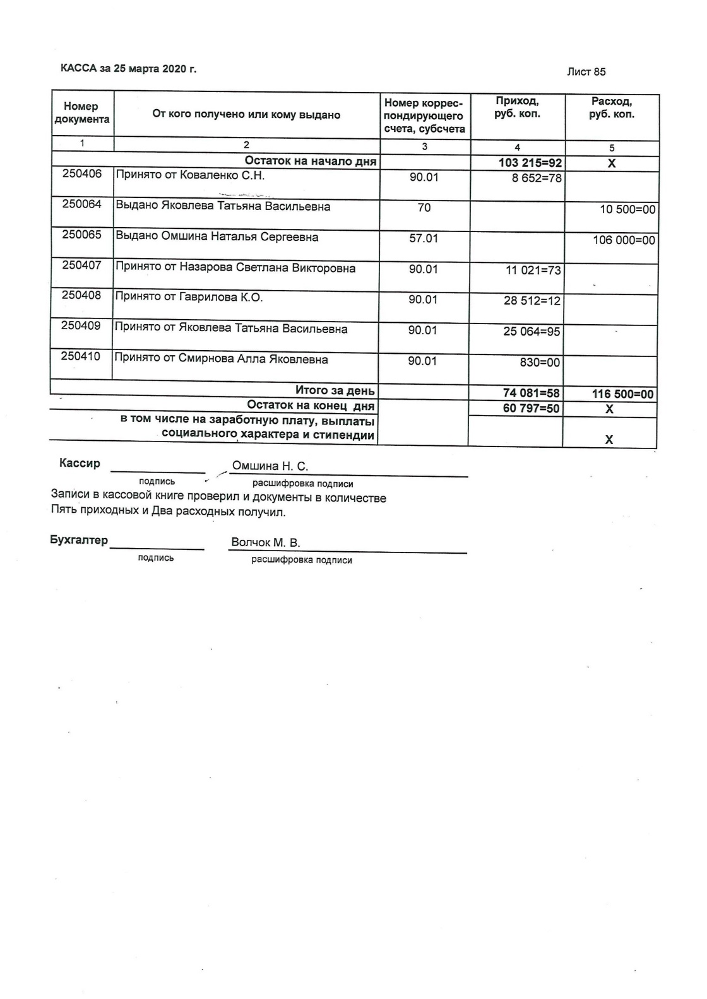 КАССА за 25 марта 2020 г.
Лист 85
Номер документа | От кого получено или кому выдано | Номер коррес-пондирующего счета, субсчета | Приход, руб. коп. | Расход, руб. коп.
1 | 2 | 3 | 4 | 5
Остаток на начало дня | | 103 215=92 | X
250406 | Принято от Коваленко С.Н. | 90.01 | 8 652=78 |
250064 | Выдано Яковлева Татьяна Васильевна | 70 | | 10 500=00
250065 | Выдано Омшина Наталья Сергеевна | 57.01 | | 106 000=00
250407 | Принято от Назарова Светлана Викторовна | 90.01 | 11 021=73 |
250408 | Принято от Гаврилова К.О. | 90.01 | 28 512=12 |
250409 | Принято от Яковлева Татьяна Васильевна | 90.01 | 25 064=95 |
250410 | Принято от Смирнова Алла Яковлевна | 90.01 | 830=00 |
Итого за день | | 74 081=58 | 116 500=00
Остаток на конец дня | | 60 797=50 | X
в том числе на заработную плату, выплаты
социального характера и стипендии | | | X
Кассир Омшина Н. С.
подпись расшифровка подписи
Записи в кассовой книге проверил и документы в количестве
Пять приходных и Два расходных получил.
Бухгалтер Волчок М. В.
подпись расшифровка подписи